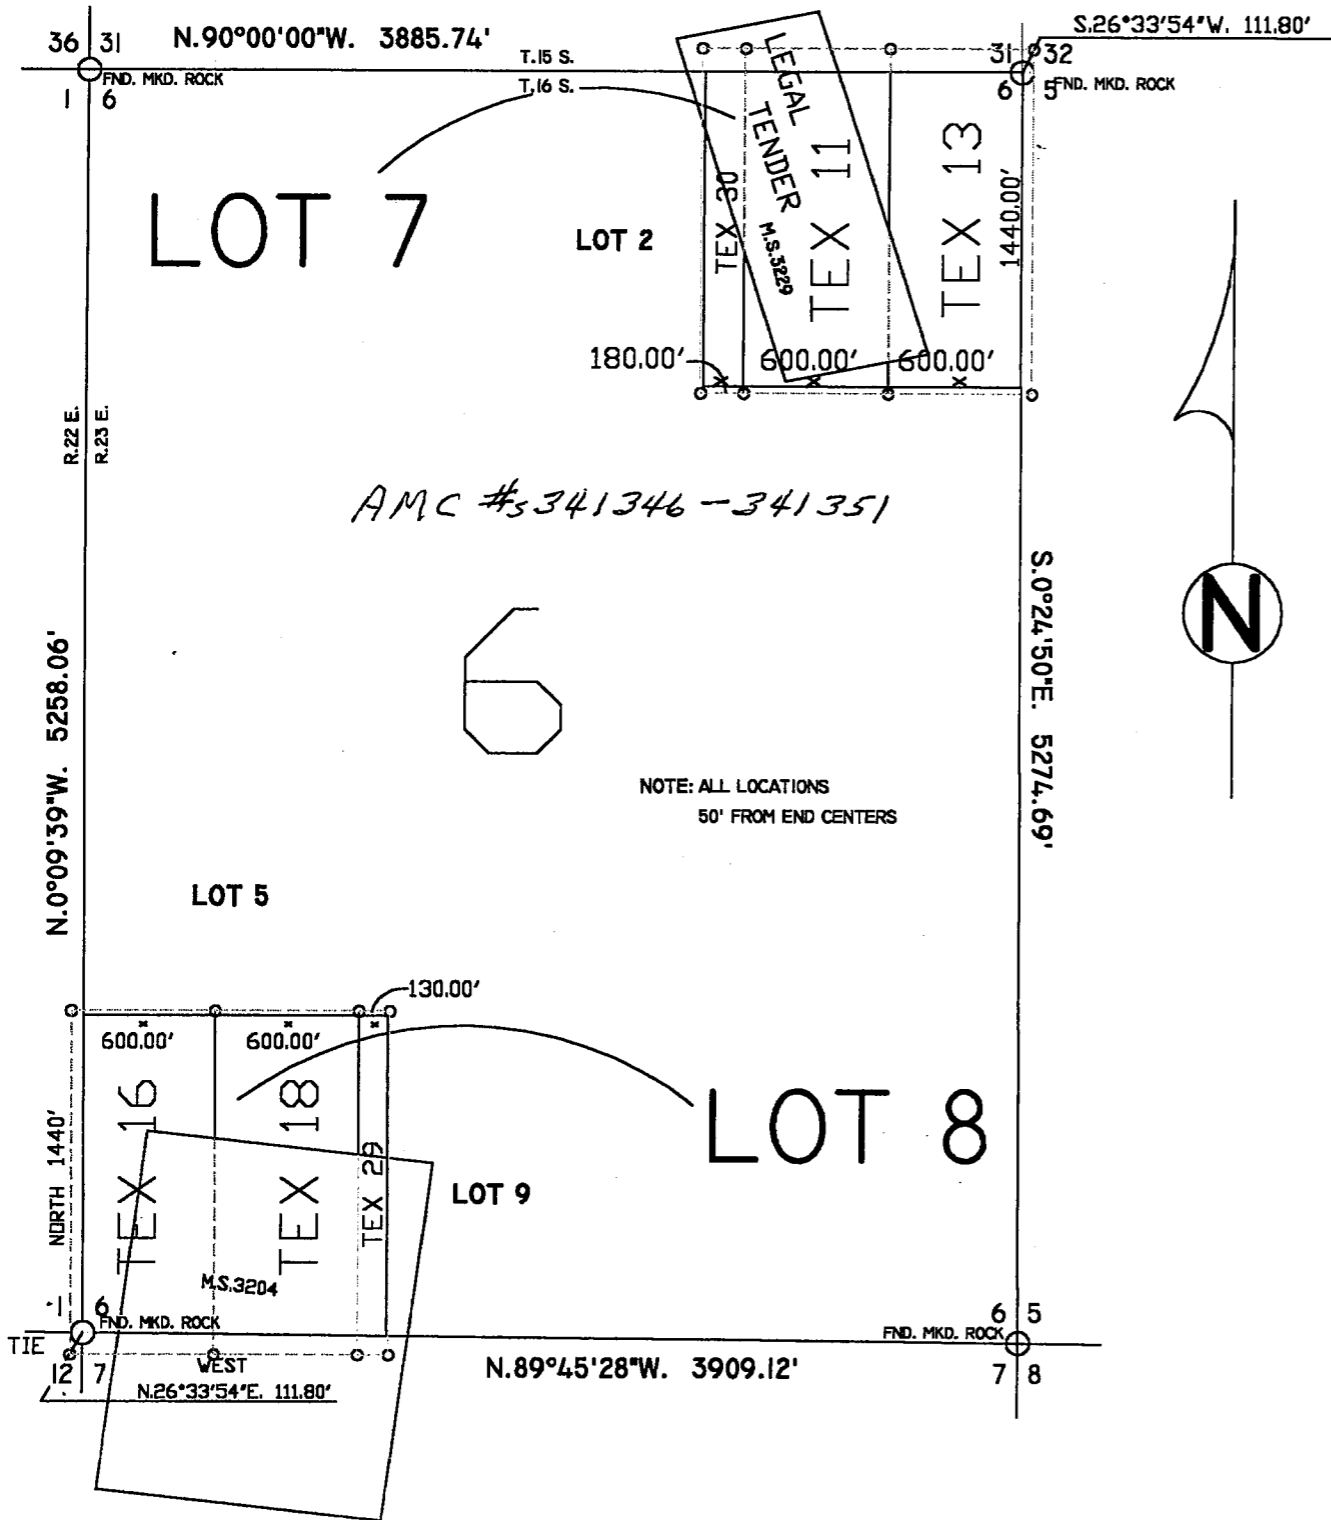 S.26°33'54"W. 111.80'
36 31 N.90°00'00"W. 3885.74'
T.15 S.
31 32
FND. MKD. ROCK
T.16 S.
1 6
6 5
FND. MKD. ROCK
LEGAL
TENDER
M.S.3229
TEX 30
TEX 11
TEX 13
1440.00'
LOT 7
LOT 2
180.00'
600.00'
600.00'
R.22 E.
R.23 E.
AMC #s 341346-341351
S.0°24'50"E. 5274.69'
N
6
N.0°09'39"W. 5258.06'
NOTE: ALL LOCATIONS
50' FROM END CENTERS
LOT 5
130.00'
600.00'
600.00'
TEX 16
TEX 18
TEX 29
NORTH 1440'
LOT 8
LOT 9
M.S.3204
1 6
FND. MKD. ROCK
6 5
FND. MKD. ROCK
TIE
12 7
WEST
N.26°33'54"E. 111.80'
N.89°45'28"W. 3909.12'
7 8